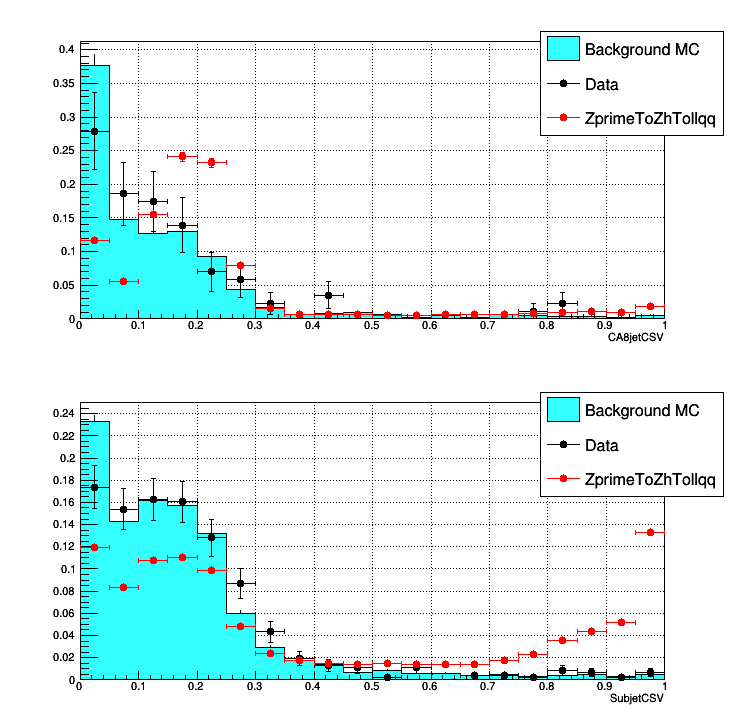 0.4
Background MC
0.35
Data
0.3
ZprimeToZhTollqq
0.25
0.2
0.15
0.1
0.05
0
0 0.1 0.2 0.3 0.4 0.5 0.6 0.7 0.8 0.9 1
CA8jetCSV
0.24
Background MC
0.22
Data
0.2
ZprimeToZhTollqq
0.18
0.16
0.14
0.12
0.1
0.08
0.06
0.04
0.02
0
0 0.1 0.2 0.3 0.4 0.5 0.6 0.7 0.8 0.9 1
SubjetCSV